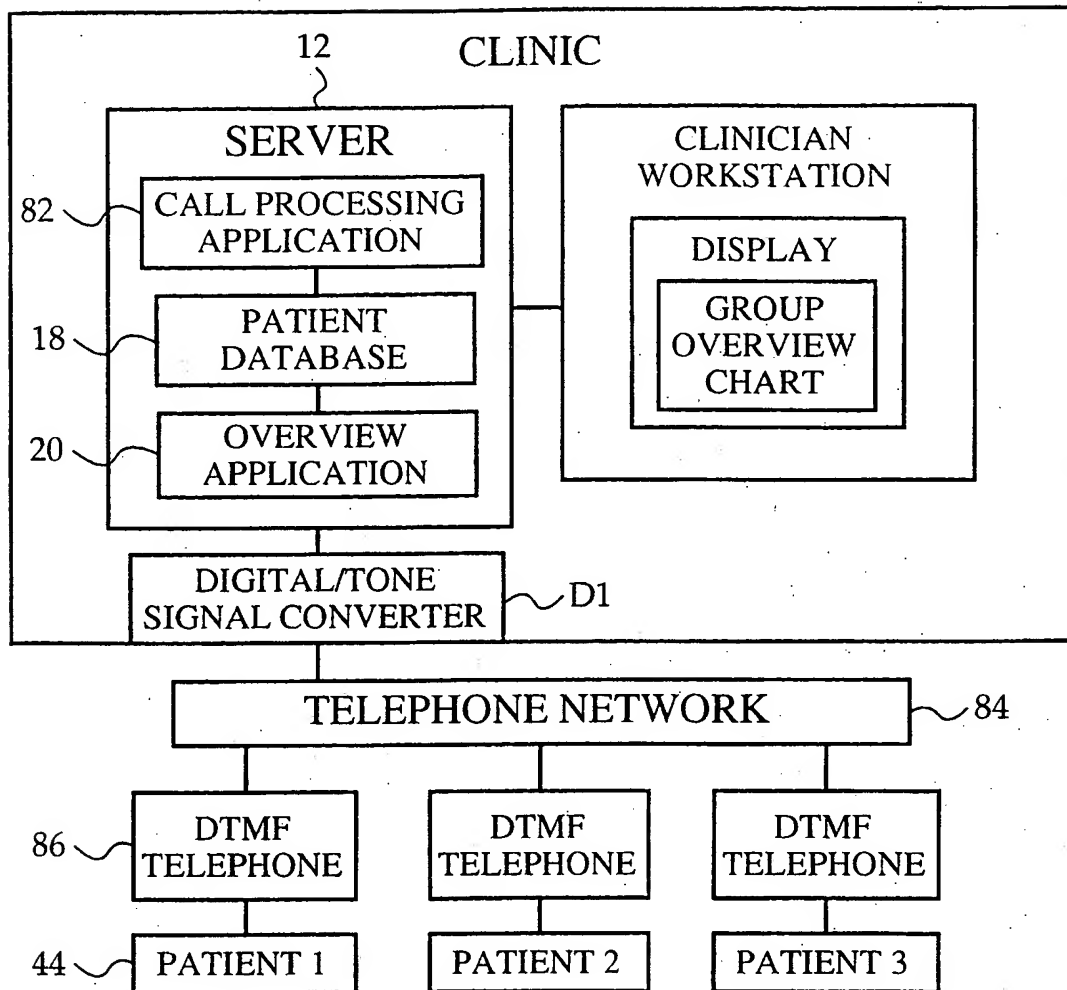 12
CLINIC
SERVER
82
CALL PROCESSING
APPLICATION
18
PATIENT
DATABASE
20
OVERVIEW
APPLICATION
CLINICIAN
WORKSTATION
DISPLAY
GROUP
OVERVIEW
CHART
DIGITAL/TONE
SIGNAL CONVERTER
D1
TELEPHONE NETWORK
84
86
DTMF
TELEPHONE
DTMF
TELEPHONE
DTMF
TELEPHONE
44
PATIENT 1
PATIENT 2
PATIENT 3